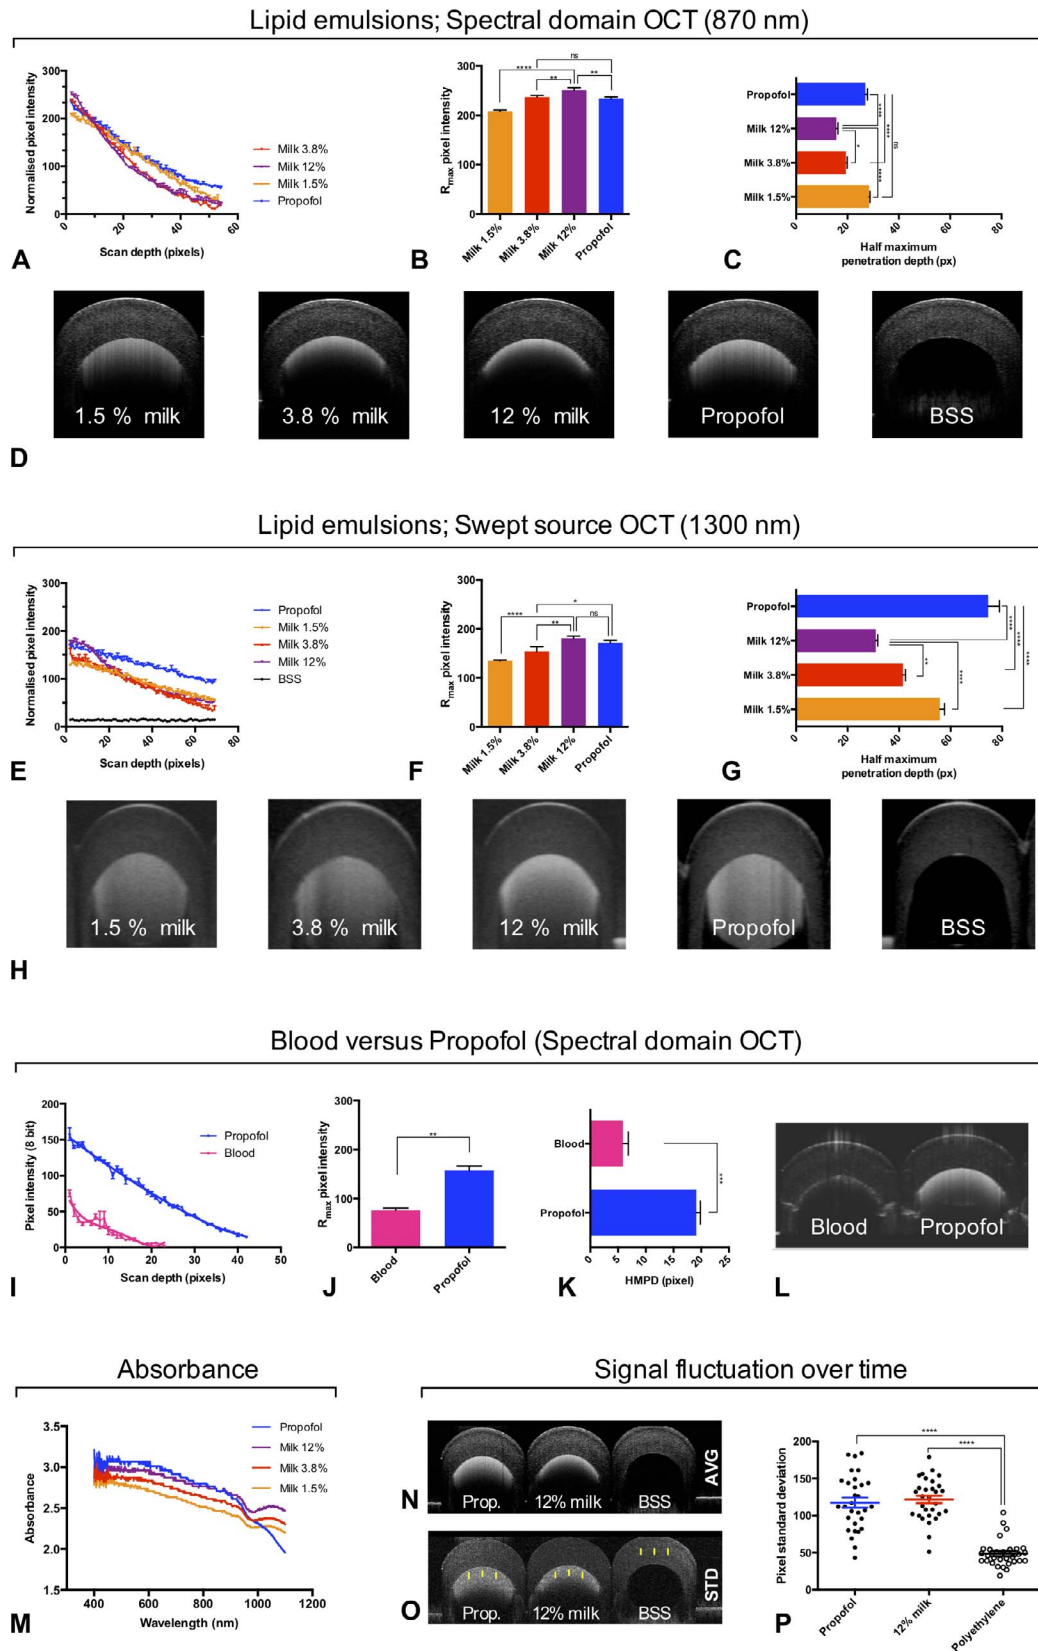 Lipid emulsions; Spectral domain OCT (870 nm)
Normalised pixel intensity
300
200
100
0
0
20
40
60
Scan depth (pixels)
Milk 3.8%
Milk 12%
Milk 1.5%
Propofol
A
Rmax pixel intensity
300
200
100
0
ns
****
**
**
Milk 1.5%
Milk 3.8%
Milk 12%
Propofol
B
Propofol
Milk 12%
Milk 3.8%
Milk 1.5%
****
*
****
****
ns
0
20
40
60
80
Half maximum
penetration depth (px)
C
1.5 % milk
3.8 % milk
12 % milk
Propofol
BSS
D
Lipid emulsions; Swept source OCT (1300 nm)
Normalised pixel intensity
300
200
100
0
0
20
40
60
80
Scan depth (pixels)
Propofol
Milk 1.5%
Milk 3.8%
Milk 12%
BSS
E
Rmax pixel intensity
300
200
100
0
*
****
ns
**
Milk 1.5%
Milk 3.8%
Milk 12%
Propofol
F
Propofol
Milk 12%
Milk 3.8%
Milk 1.5%
**
****
****
****
****
0
20
40
60
80
Half maximum
penetration depth (px)
G
1.5 % milk
3.8 % milk
12 % milk
Propofol
BSS
H
Blood versus Propofol (Spectral domain OCT)
Pixel intensity (8 bit)
200
150
100
50
0
0
10
20
30
40
50
Scan depth (pixels)
Propofol
Blood
I
Rmax pixel intensity
300
200
100
0
**
Blood
Propofol
J
Blood
Propofol
***
0
5
10
15
20
25
HMPD (pixel)
K
Blood
Propofol
L
Absorbance
Absorbance
3.5
3.0
2.5
2.0
1.5
400
600
800
1000
1200
Wavelength (nm)
Propofol
Milk 12%
Milk 3.8%
Milk 1.5%
M
Signal fluctuation over time
Prop.
12% milk
BSS
AVG
N
Prop.
12% milk
BSS
STD
O
Pixel standard deviation
200
150
100
50
0
****
****
Propofol
12% milk
Polyethylene
P